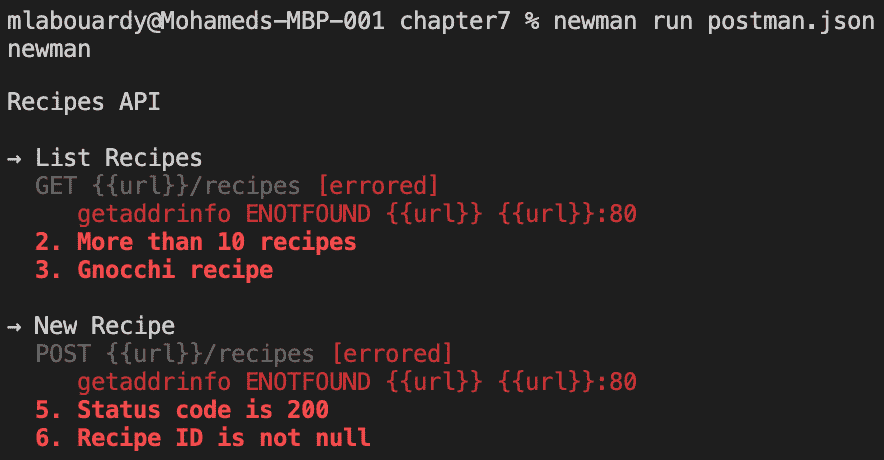 mlabouardy@Mohameds-MBP-001 chapter7 % newman run postman.json
newman
Recipes API
→ List Recipes
GET {{url}}/recipes [errored]
getaddrinfo ENOTFOUND {{url}} {{url}}:80
2. More than 10 recipes
3. Gnocchi recipe
→ New Recipe
POST {{url}}/recipes [errored]
getaddrinfo ENOTFOUND {{url}} {{url}}:80
5. Status code is 200
6. Recipe ID is not null